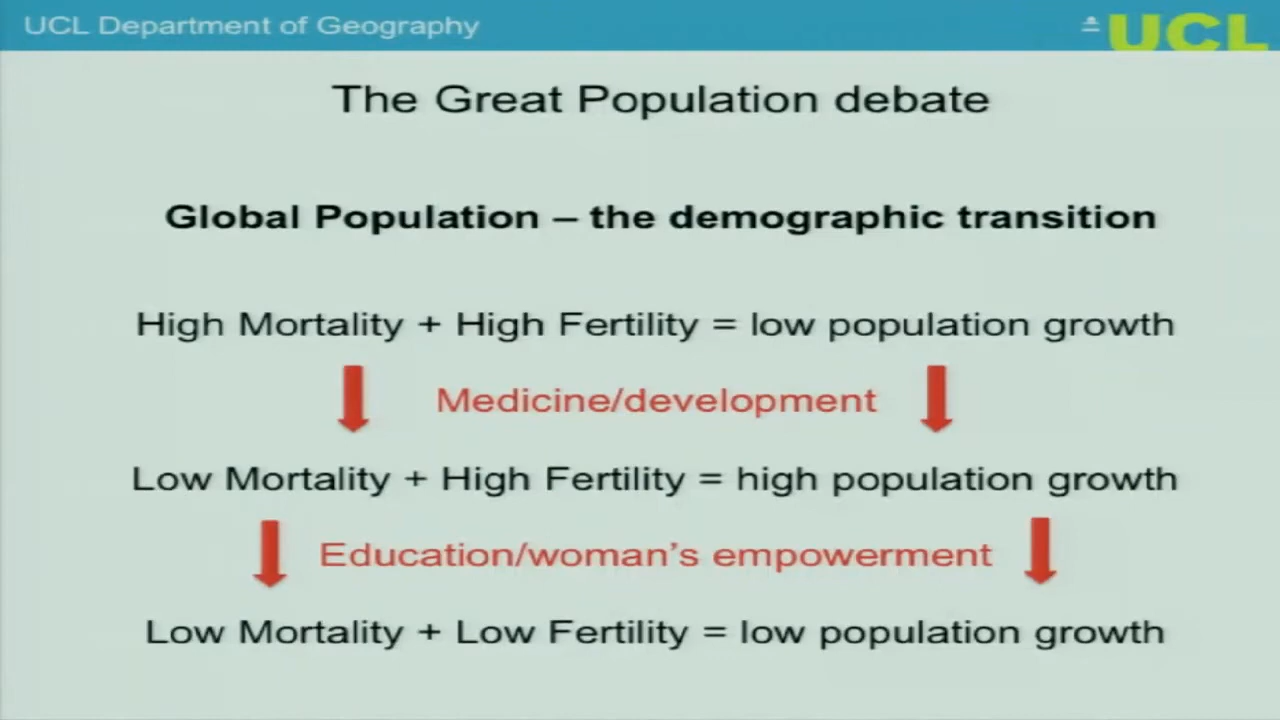 UCL Department of Geography
UCL
The Great Population debate
Global Population – the demographic transition
High Mortality + High Fertility = low population growth
Medicine/development
Low Mortality + High Fertility = high population growth
Education/woman's empowerment
Low Mortality + Low Fertility = low population growth